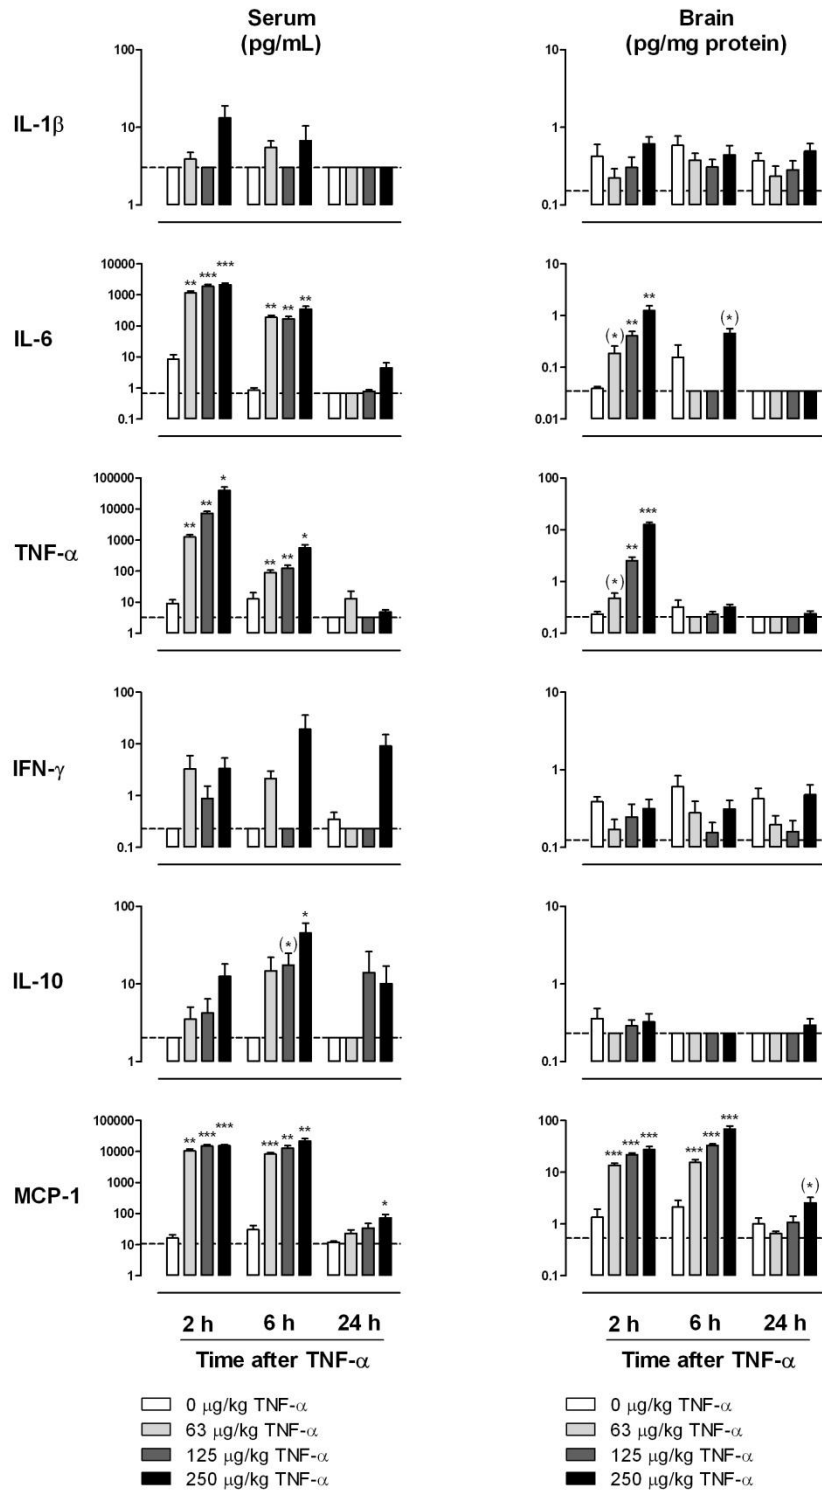 Serum
(pg/mL)
Brain
(pg/mg protein)
IL-1β
100
10
1
10
1
0.1
IL-6
10000
1000
100
10
1
0.1
** *** ***
** ** **
10
1
0.1
0.01
(*) ** **
(*)
TNF-α
100000
10000
1000
100
10
1
** ** *
** ** *
100
10
1
0.1
(*) ** ***
IFN-γ
100
10
1
0.1
10
1
0.1
IL-10
100
10
1
(*) *
10
1
0.1
MCP-1
100000
10000
1000
100
10
1
** *** ***
*** ** **
*
100
10
1
0.1
*** *** ***
*** *** ***
(*)
2 h 6 h 24 h
Time after TNF-α
2 h 6 h 24 h
Time after TNF-α
0 μg/kg TNF-α
63 μg/kg TNF-α
125 μg/kg TNF-α
250 μg/kg TNF-α
0 μg/kg TNF-α
63 μg/kg TNF-α
125 μg/kg TNF-α
250 μg/kg TNF-α